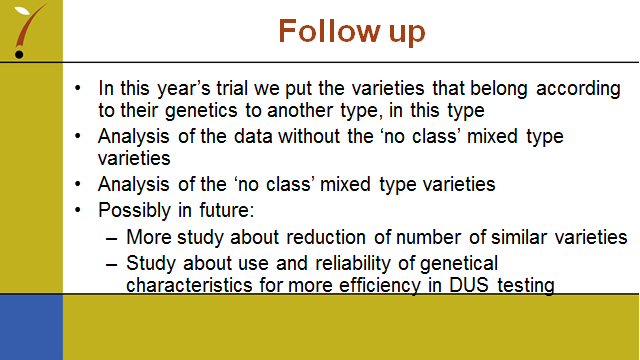 Follow up
• In this year's trial we put the varieties that belong according
to their genetics to another type, in this type
• Analysis of the data without the 'no class' mixed type
varieties
• Analysis of the 'no class' mixed type varieties
• Possibly in future:
– More study about reduction of number of similar varieties
– Study about use and reliability of genetical
characteristics for more efficiency in DUS testing